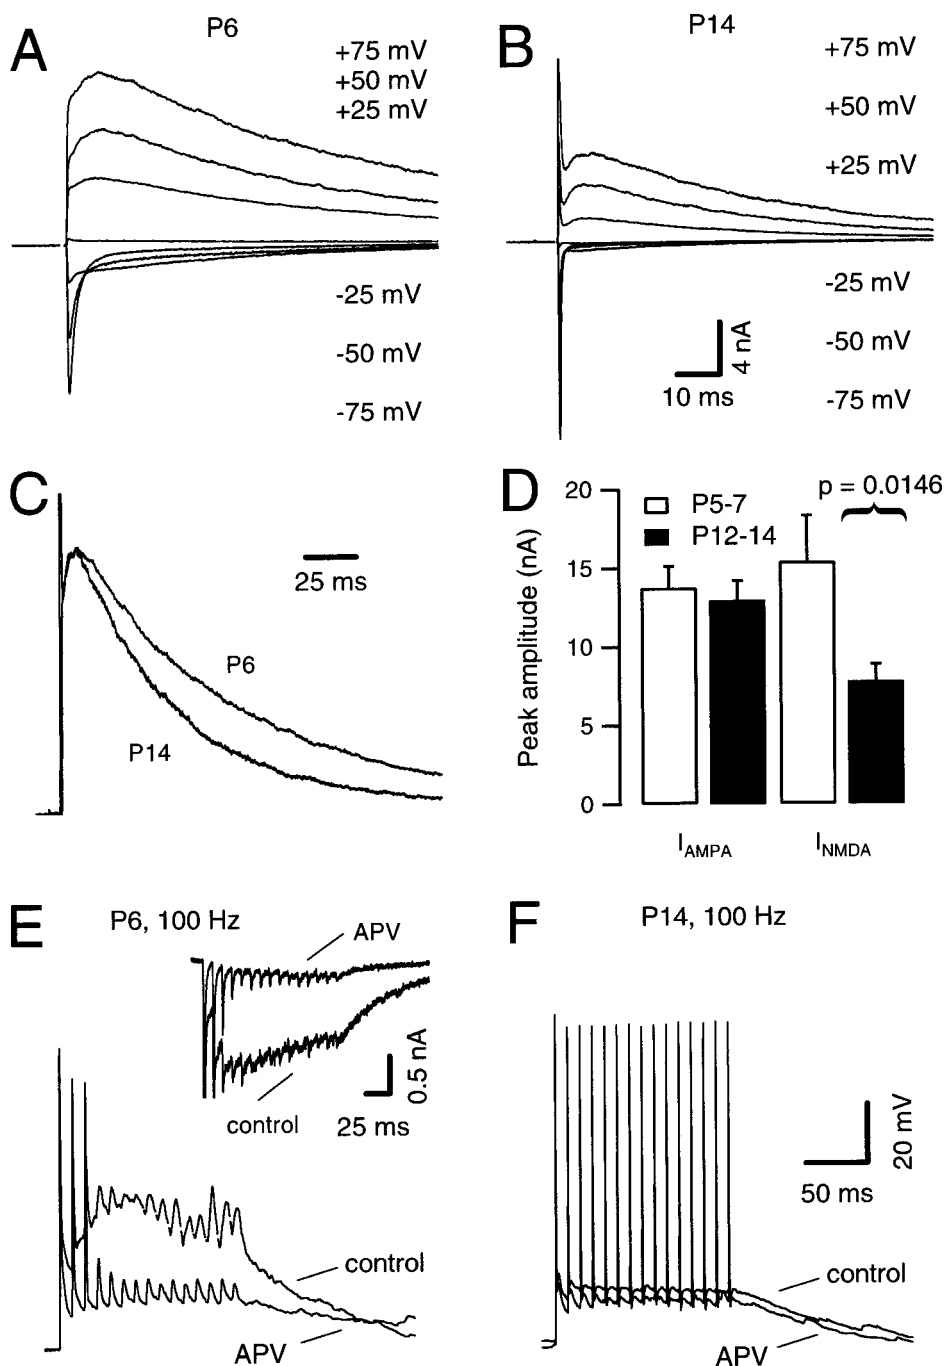 A
P6
+75 mV
+50 mV
+25 mV
-25 mV
-50 mV
-75 mV
B
P14
+75 mV
+50 mV
+25 mV
-25 mV
-50 mV
-75 mV
4 nA
10 ms
C
25 ms
P6
P14
D
p = 0.0146
P5-7
P12-14
Peak amplitude (nA)
20
15
10
5
0
I_AMPA
I_NMDA
E
P6, 100 Hz
APV
control
0.5 nA
25 ms
control
APV
F
P14, 100 Hz
20 mV
50 ms
control
APV